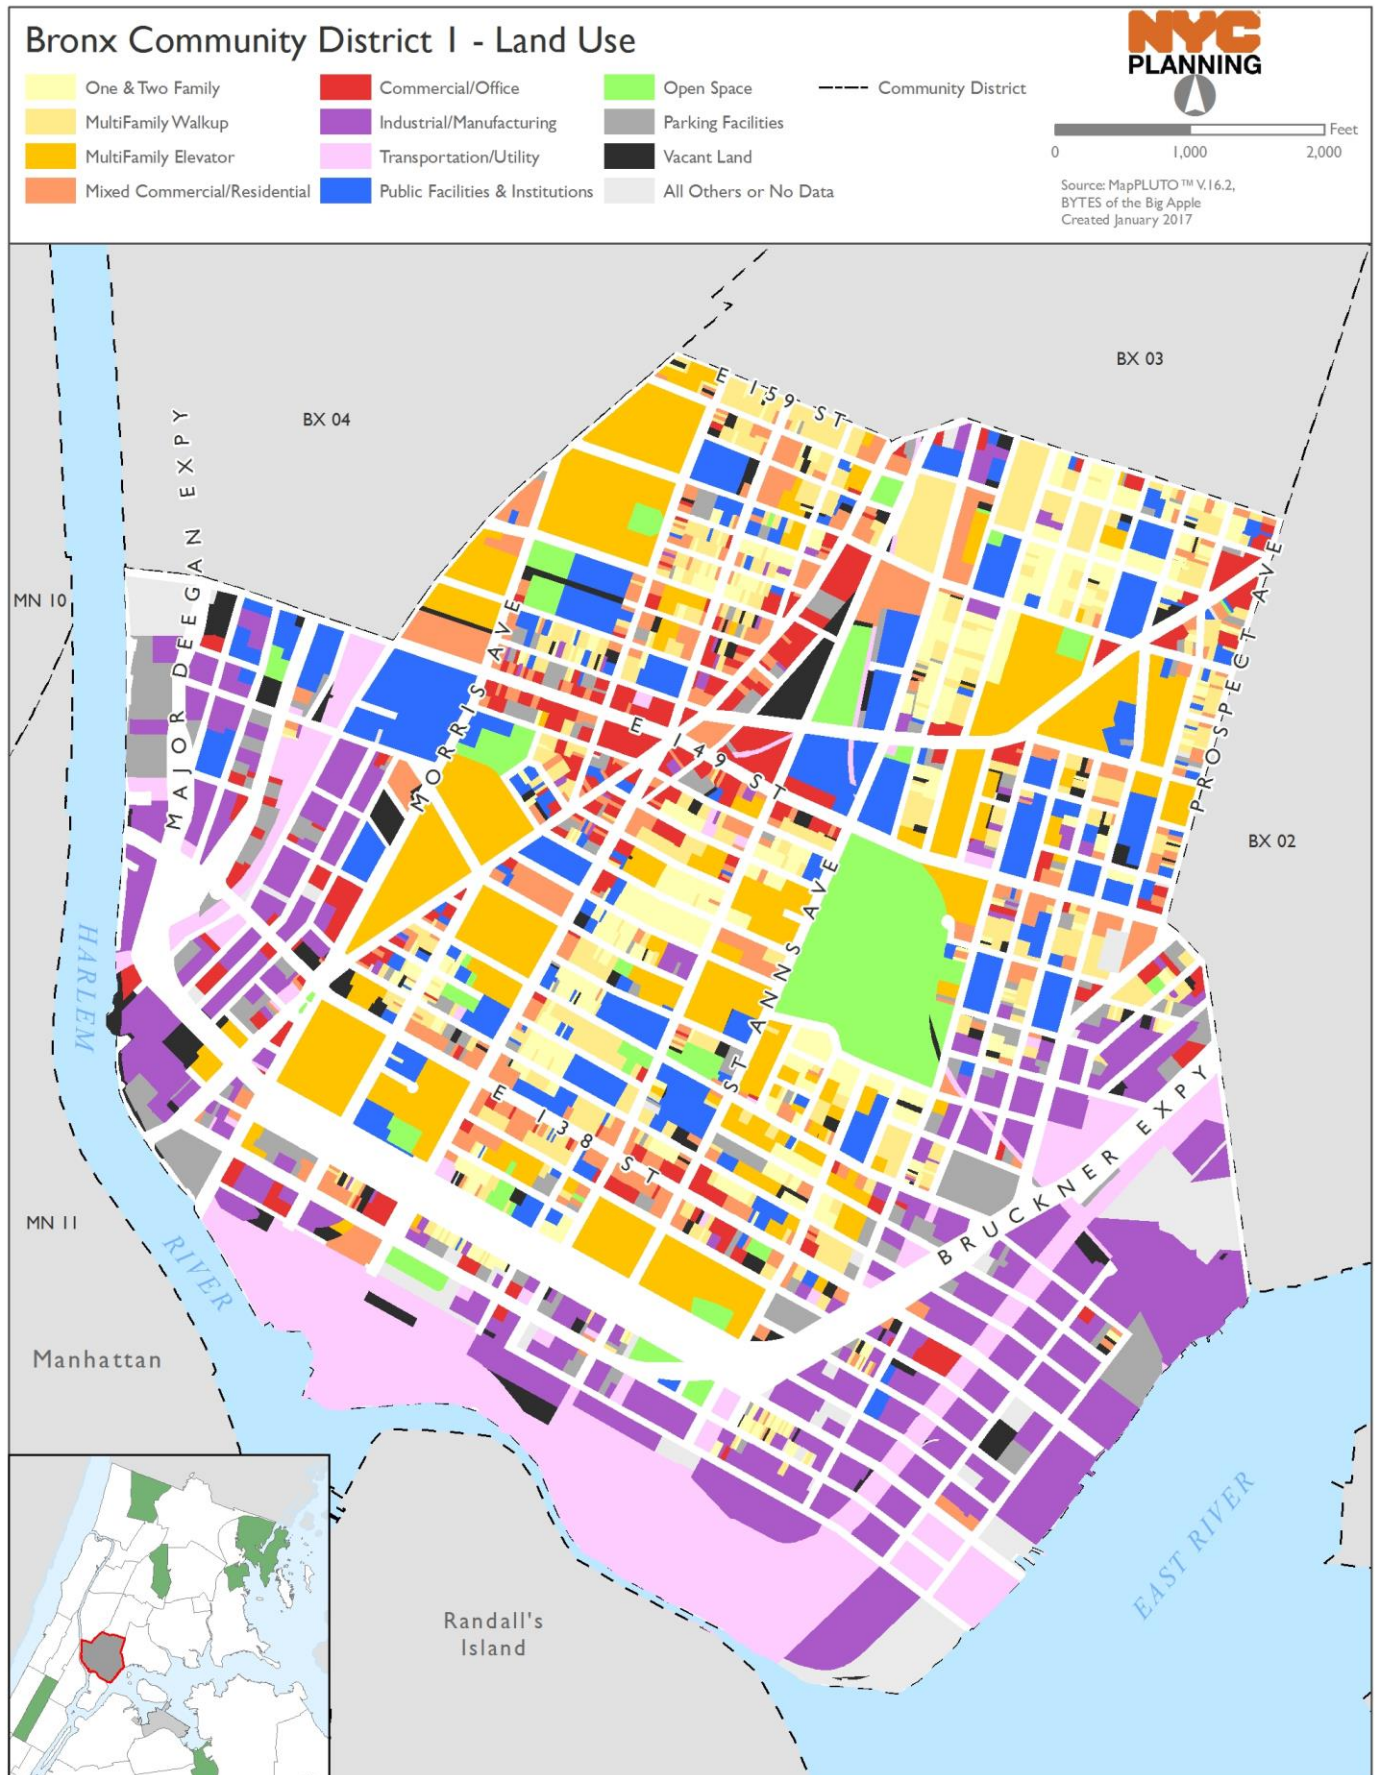 Bronx Community District 1 - Land Use
NYC
PLANNING
One & Two Family
MultiFamily Walkup
MultiFamily Elevator
Mixed Commercial/Residential
Commercial/Office
Industrial/Manufacturing
Transportation/Utility
Public Facilities & Institutions
Open Space
Parking Facilities
Vacant Land
All Others or No Data
Community District
Feet
0 1,000 2,000
Source: MapPLUTO™ V.16.2,
BYTES of the Big Apple
Created January 2017
BX 03
BX 04
E 159 ST
MAJOR DEEGAN EXPY
MN 10
MORRIS AVE
E 149 ST
PROSPECT AVE
BX 02
ST ANNS AVE
HARLEM
RIVER
E 138 ST
BRUCKNER EXPY
MN 11
Manhattan
Randall's
Island
EAST RIVER